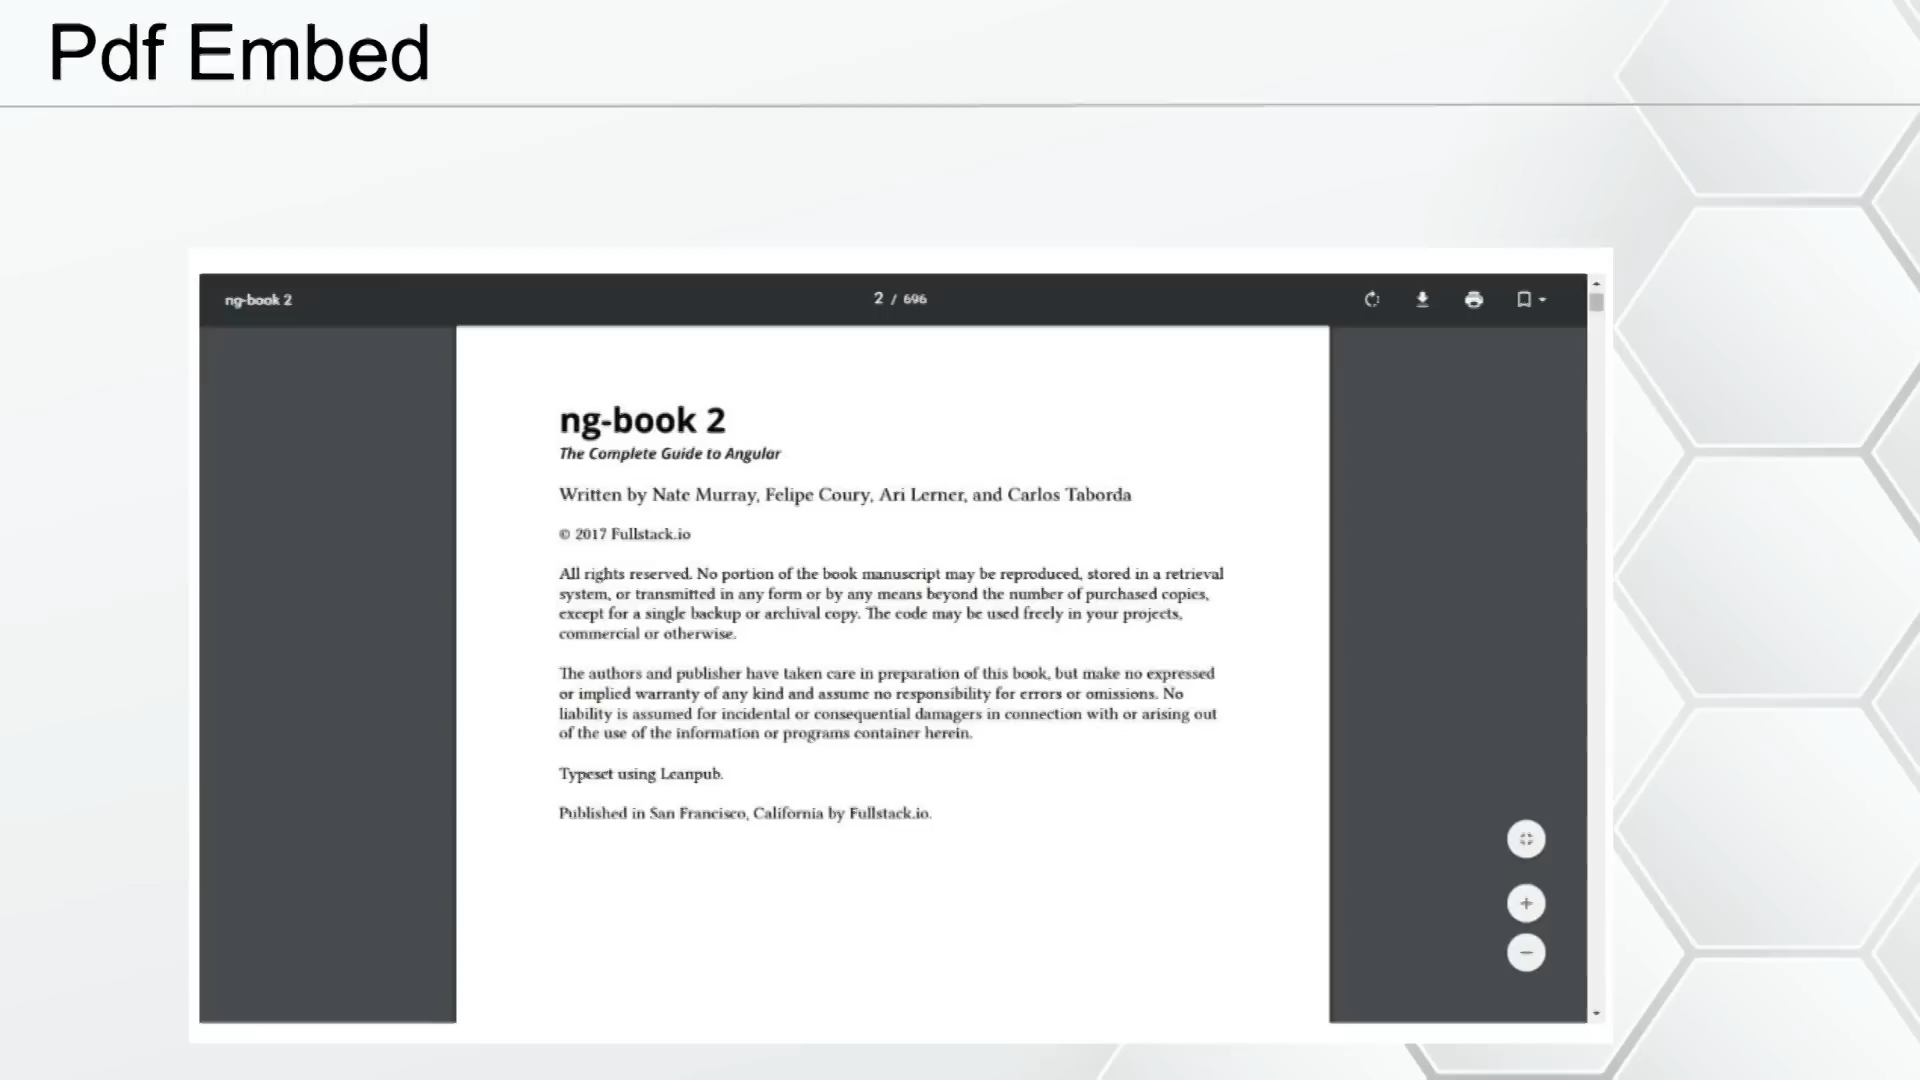 Pdf Embed
ng-book 2
2 / 696
ng-book 2
The Complete Guide to Angular
Written by Nate Murray, Felipe Coury, Ari Lerner, and Carlos Taborda
© 2017 Fullstack.io
All rights reserved. No portion of the book manuscript may be reproduced, stored in a retrieval
system, or transmitted in any form or by any means beyond the number of purchased copies,
except for a single backup or archival copy. The code may be used freely in your projects,
commercial or otherwise.
The authors and publisher have taken care in preparation of this book, but make no expressed
or implied warranty of any kind and assume no responsibility for errors or omissions. No
liability is assumed for incidental or consequential damagers in connection with or arising out
of the use of the information or programs container herein.
Typeset using Leanpub.
Published in San Francisco, California by Fullstack.io.